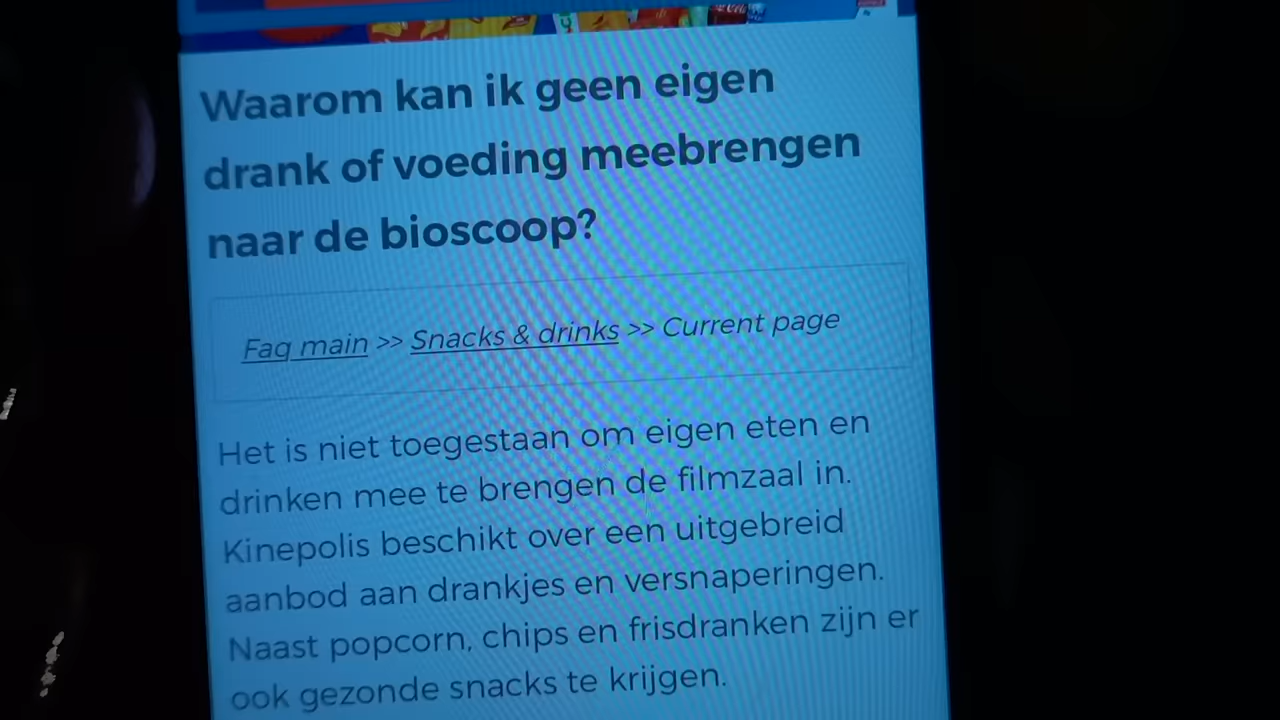 Waarom kan ik geen eigen
drank of voeding meebrengen
naar de bioscoop?
Faq main >> Snacks & drinks >> Current page
Het is niet toegestaan om eigen eten en
drinken mee te brengen de filmzaal in.
Kinepolis beschikt over een uitgebreid
aanbod aan drankjes en versnaperingen.
Naast popcorn, chips en frisdranken zijn er
ook gezonde snacks te krijgen.